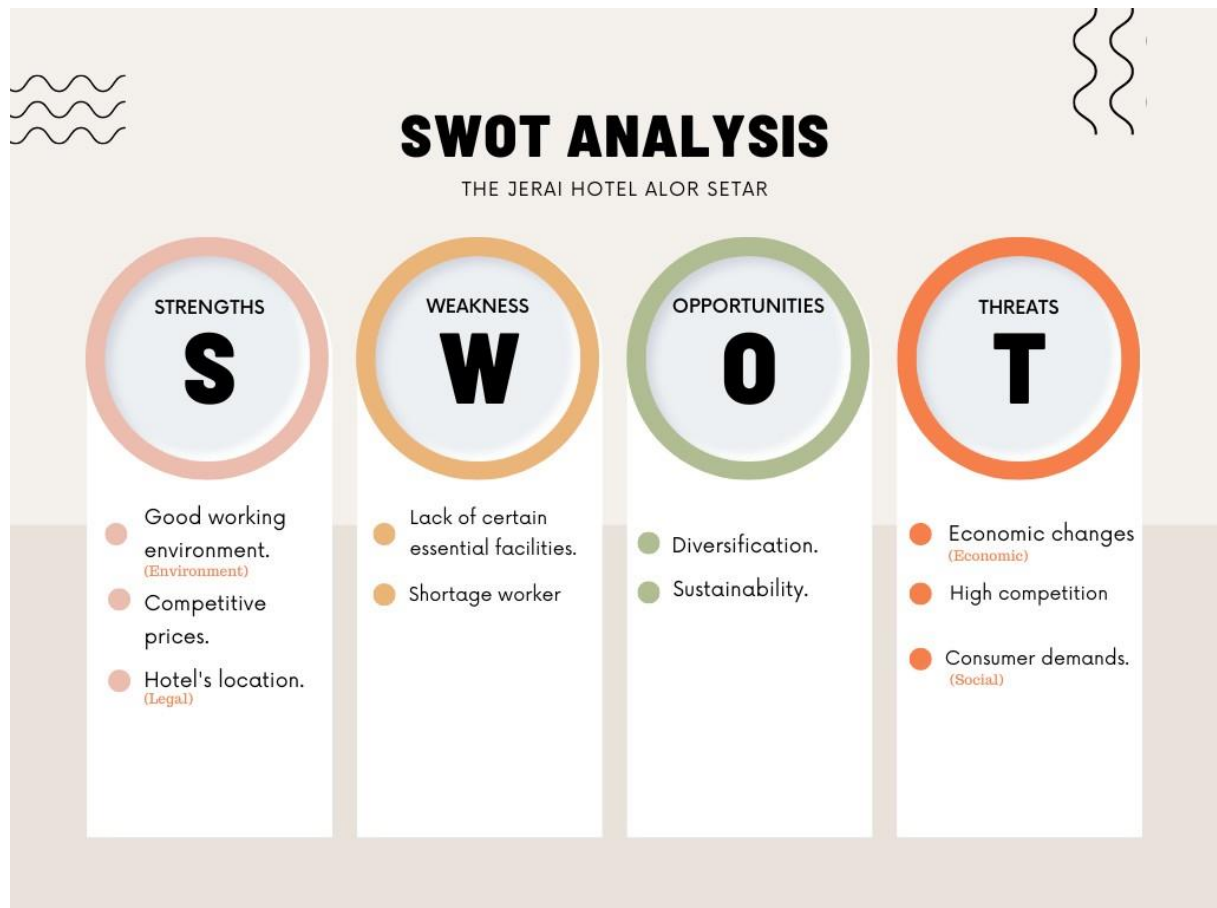 SWOT ANALYSIS
THE JERAI HOTEL ALOR SETAR
STRENGTHS
S
Good working
environment.
(Environment)
Competitive
prices.
Hotel's location.
(Legal)
WEAKNESS
W
Lack of certain
essential facilities.
Shortage worker
OPPORTUNITIES
O
Diversification.
Sustainability.
THREATS
T
Economic changes
(Economic)
High competition
Consumer demands.
(Social)